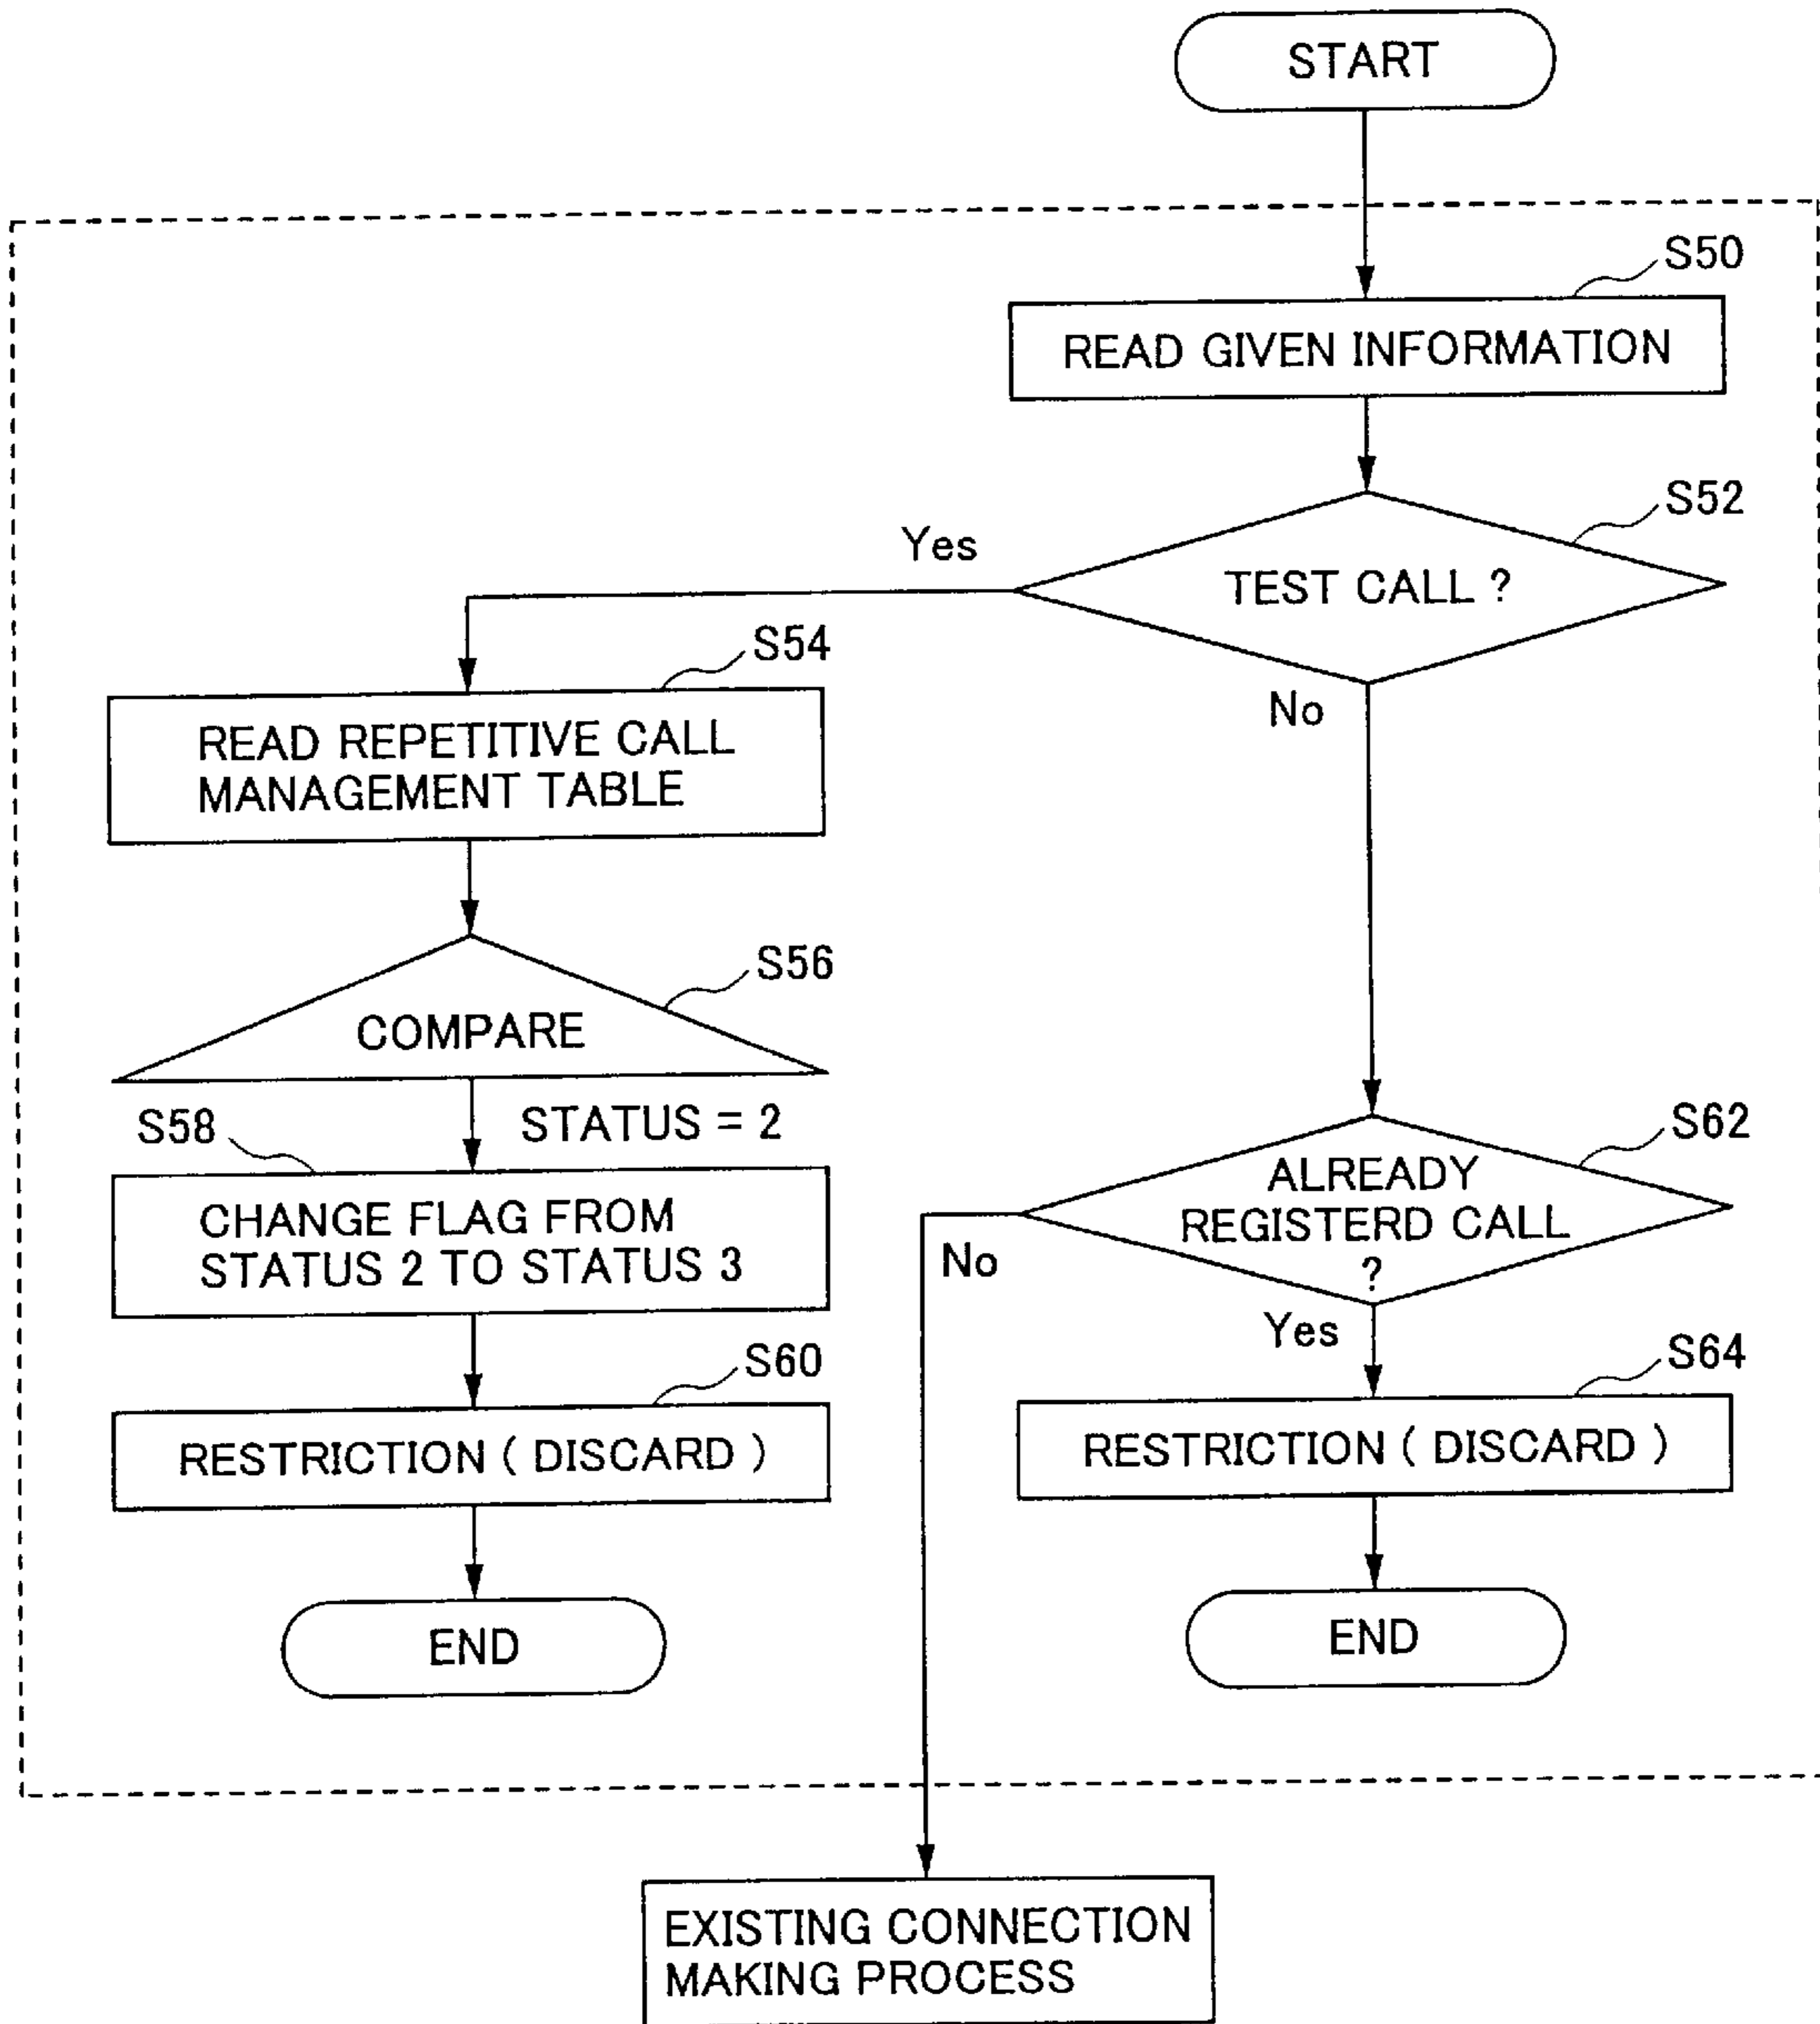 START
S50
READ GIVEN INFORMATION
S52
Yes
TEST CALL ?
No
S54
READ REPETITIVE CALL
MANAGEMENT TABLE
S56
COMPARE
STATUS = 2
S58
CHANGE FLAG FROM
STATUS 2 TO STATUS 3
S60
RESTRICTION ( DISCARD )
END
S62
ALREADY
REGISTERD CALL
?
No
Yes
S64
RESTRICTION ( DISCARD )
END
EXISTING CONNECTION
MAKING PROCESS